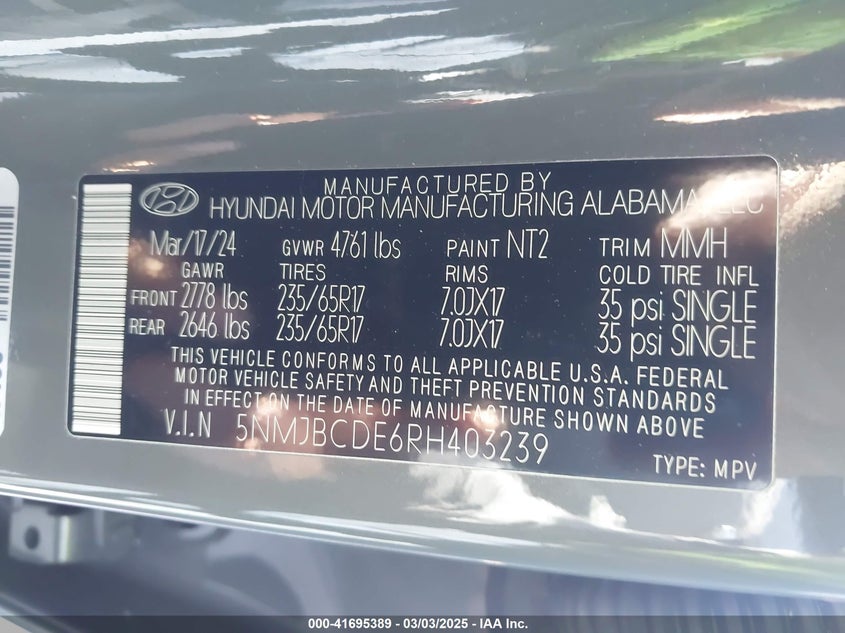 MANUFACTURED BY
HYUNDAI MOTOR MANUFACTURING ALABAMA, LLC
Mar/17/24 GVWR 4761 lbs PAINT NT2 TRIM MMH
GAWR TIRES RIMS COLD TIRE INFL
FRONT 2778 lbs 235/65R17 7.0JX17 35 psi SINGLE
REAR 2646 lbs 235/65R17 7.0JX17 35 psi SINGLE
THIS VEHICLE CONFORMS TO ALL APPLICABLE U.S.A. FEDERAL
MOTOR VEHICLE SAFETY AND THEFT PREVENTION STANDARDS
IN EFFECT ON THE DATE OF MANUFACTURE SHOWN ABOVE
V.I.N 5NMJBCDE6RH403239
TYPE: MPV
000-41695389 - 03/03/2025 - IAA Inc.